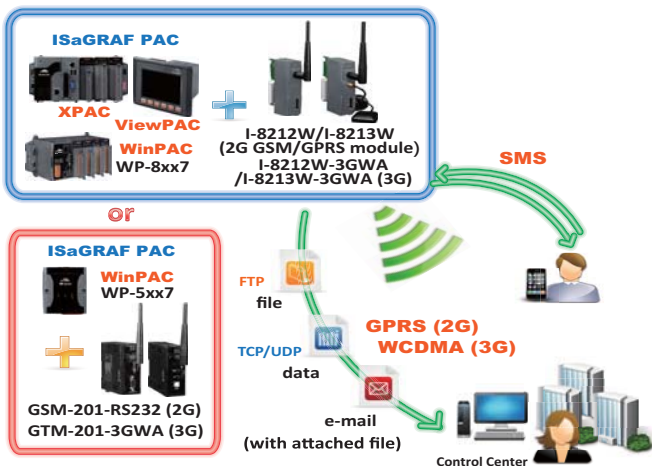 ISaGRAF PAC
XPAC
ViewPAC
WinPAC
WP-8xx7
I-8212W/I-8213W
(2G GSM/GPRS module)
I-8212W-3GWA
/I-8213W-3GWA (3G)
SMS
or
ISaGRAF PAC
WinPAC
WP-5xx7
GSM-201-RS232 (2G)
GTM-201-3GWA (3G)
FTP
file
TCP/UDP
data
e-mail
(with attached file)
GPRS (2G)
WCDMA (3G)
Control Center